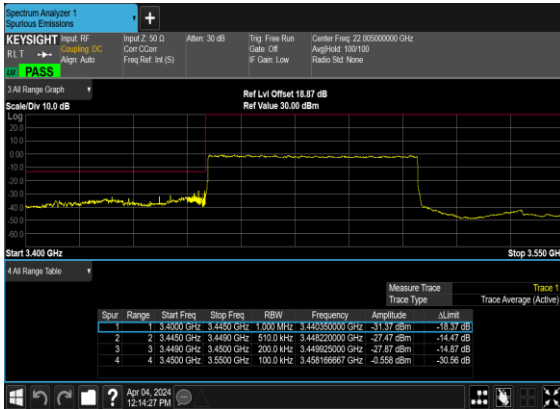 Spectrum Analyzer 1
Spurious Emissions
KEYSIGHT Input: RF Input Z: 50 Ω Atten: 30 dB Trig: Free Run Center Freq: 22.005000000 GHz
RLT Coupling: DC Corr CCorr Gate: Off Avg|Hold: 100/100
Align: Auto Freq Ref: Int (S) IF Gain: Low Radio Std: None
PASS
3 All Range Graph
Ref Lvl Offset 18.87 dB
Scale/Div 10.0 dB Ref Value 30.00 dBm
Log
20.0
10.0
0.00
-10.0
-20.0
-30.0
-40.0
-50.0
-60.0
Start 3.400 GHz Stop 3.550 GH
4 All Range Table
Measure Trace Trace 1
Trace Type Trace Average (Active)
Spur Range Start Freq Stop Freq RBW Frequency Amplitude ΔLimit
1 1 3.4000 GHz 3.4450 GHz 1.000 MHz 3.440350000 GHz -31.37 dBm -18.37 dB
2 2 3.4450 GHz 3.4490 GHz 510.0 kHz 3.448220000 GHz -27.47 dBm -14.47 dB
3 3 3.4490 GHz 3.4500 GHz 200.0 kHz 3.449925000 GHz -27.87 dBm -14.87 dB
4 4 3.4500 GHz 3.5500 GHz 100.0 kHz 3.458166667 GHz -0.558 dBm -30.56 dB
Apr 04, 2024
12:14:27 PM